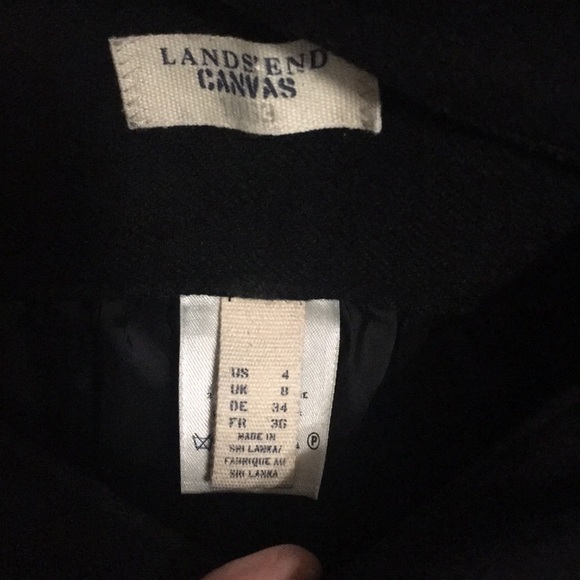 LANDS' END
CANVAS
US 4
UK 8
DE 34
FR 36
MADE IN
SRI LANKA/
FABRIQUE AU
SRI LANKA
P